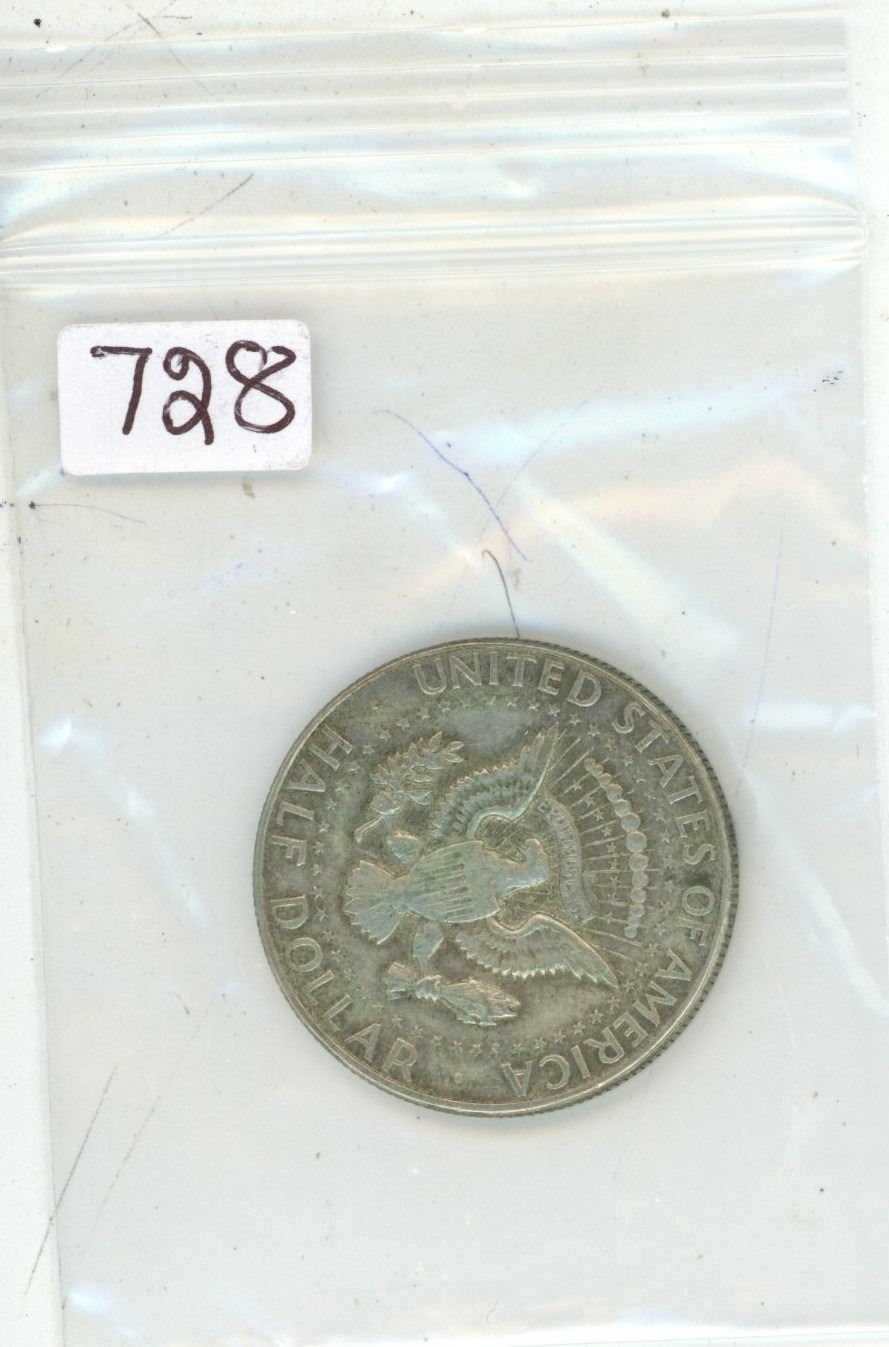 728
UNITED STATES OF AMERICA
HALF DOLLAR